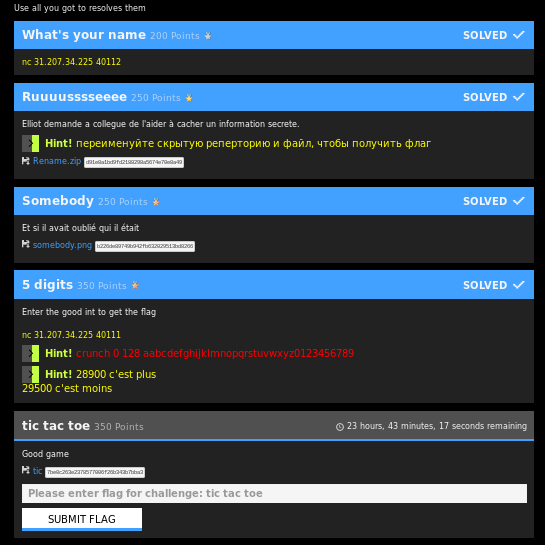 Use all you got to resolves them
What's your name 200 Points SOLVED
nc 31.207.34.225 40112
Ruuuusssseeee 250 Points SOLVED
Elliot demande a collegue de l'aider à cacher un information secrete.
Hint! переименуйте скрытую реперторию и файл, чтобы получить флаг
Rename.zip
Somebody 250 Points SOLVED
Et si il avait oublié qui il était
somebody.png
5 digits 350 Points SOLVED
Enter the good int to get the flag
nc 31.207.34.225 40111
Hint! crunch 0 128 aabcdefghijklmnopqrstuvwxyz0123456789
Hint! 28900 c'est plus
29500 c'est moins
tic tac toe 350 Points 23 hours, 43 minutes, 17 seconds remaining
Good game
tic
Please enter flag for challenge: tic tac toe
SUBMIT FLAG